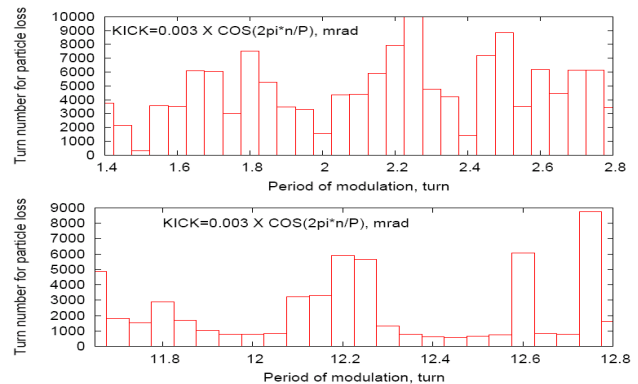 10000
9000
8000
7000
6000
5000
4000
3000
2000
1000
0
Turn number for particle loss
KICK=0.003 X COS(2pi*n/P), mrad
1.4 1.6 1.8 2 2.2 2.4 2.6 2.8
Period of modulation, turn
9000
8000
7000
6000
5000
4000
3000
2000
1000
0
Turn number for particle loss
KICK=0.003 X COS(2pi*n/P), mrad
11.8 12 12.2 12.4 12.6 12.8
Period of modulation, turn